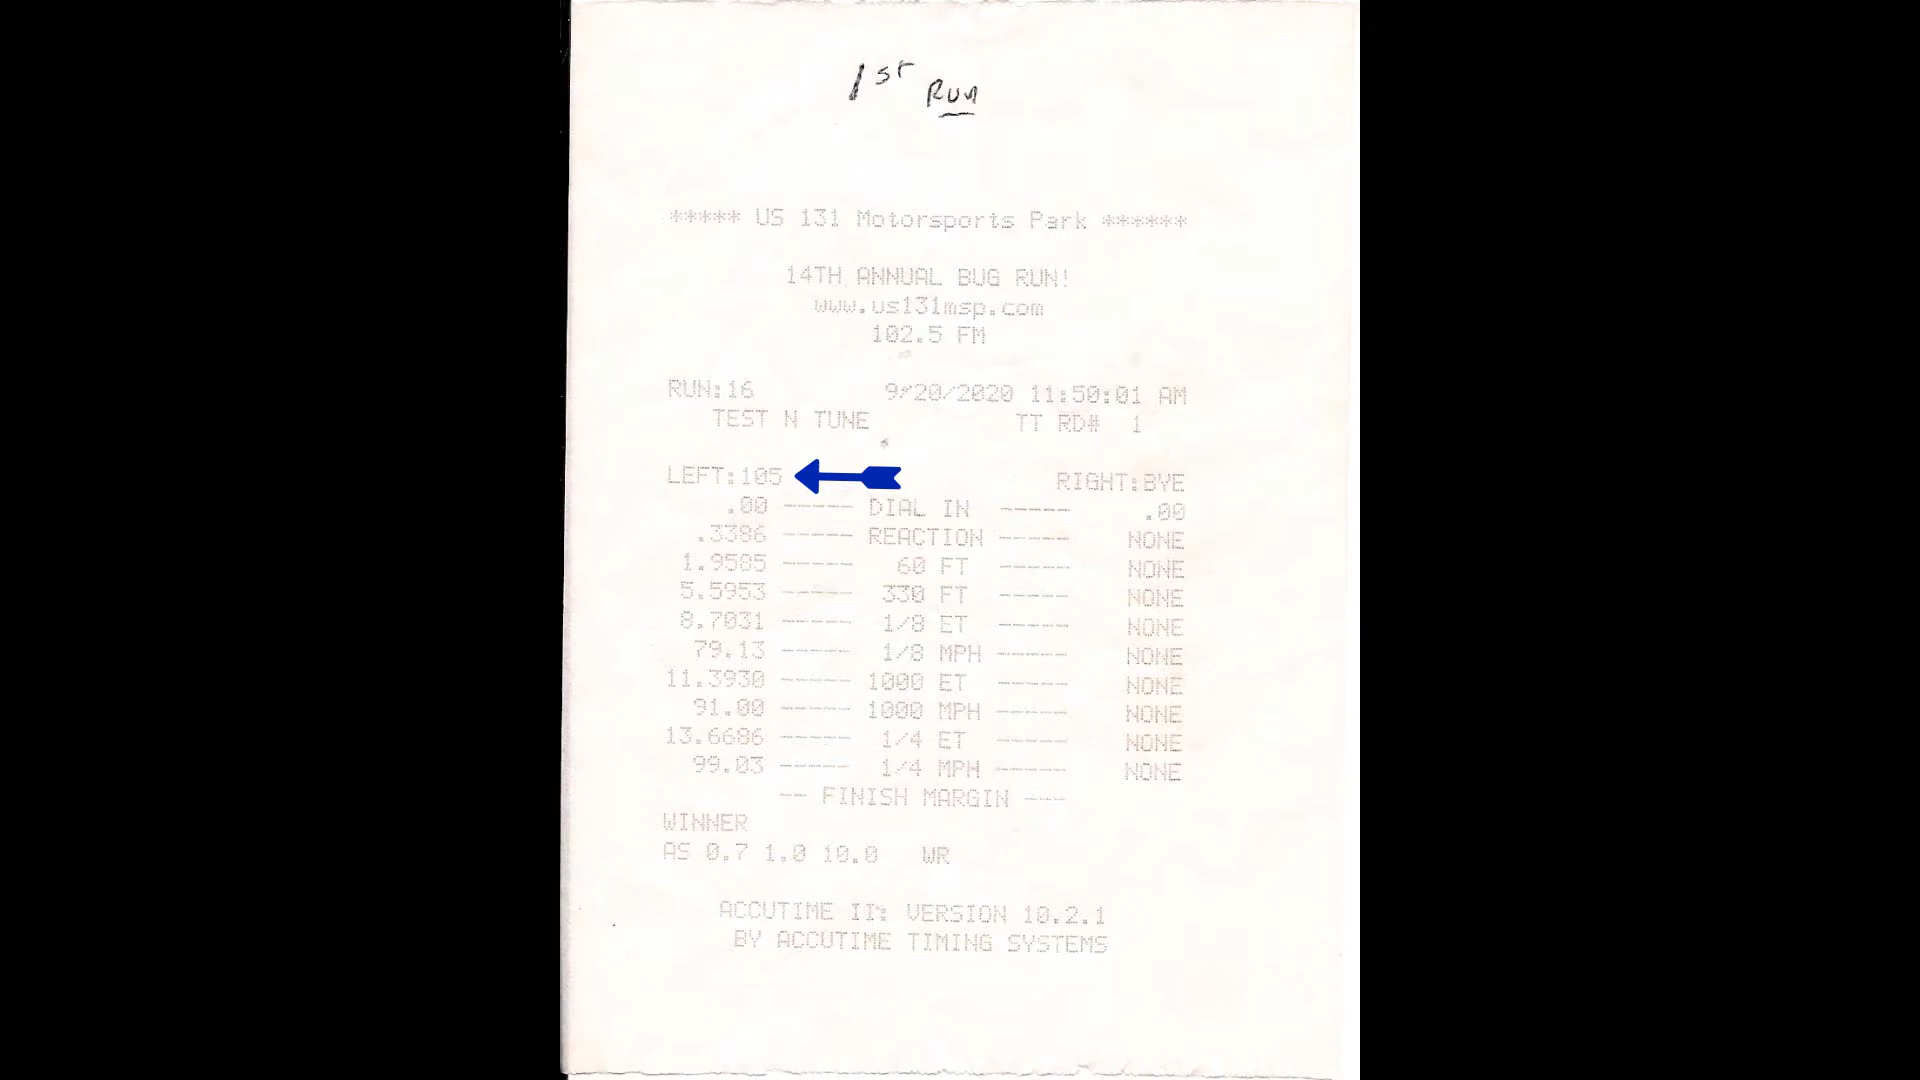 1st Run
***** US 131 Motorsports Park ******
14TH ANNUAL BUG RUN!
www.us131msp.com
102.5 FM
RUN:16 9/20/2020 11:50:01 AM
TEST N TUNE TT RD# 1
LEFT:105 RIGHT:BYE
.00 ----- DIAL IN ----- .00
.3386 ----- REACTION ----- NONE
1.9585 ----- 60 FT ----- NONE
5.5953 ----- 330 FT ----- NONE
8.7031 ----- 1/8 ET ----- NONE
79.13 ----- 1/8 MPH ----- NONE
11.3930 ----- 1000 ET ----- NONE
91.00 ----- 1000 MPH ----- NONE
13.6686 ----- 1/4 ET ----- NONE
99.03 ----- 1/4 MPH ----- NONE
-- FINISH MARGIN ---
WINNER
AS 0.7 1.0 10.0 WR
ACCUTIME II: VERSION 10.2.1
BY ACCUTIME TIMING SYSTEMS